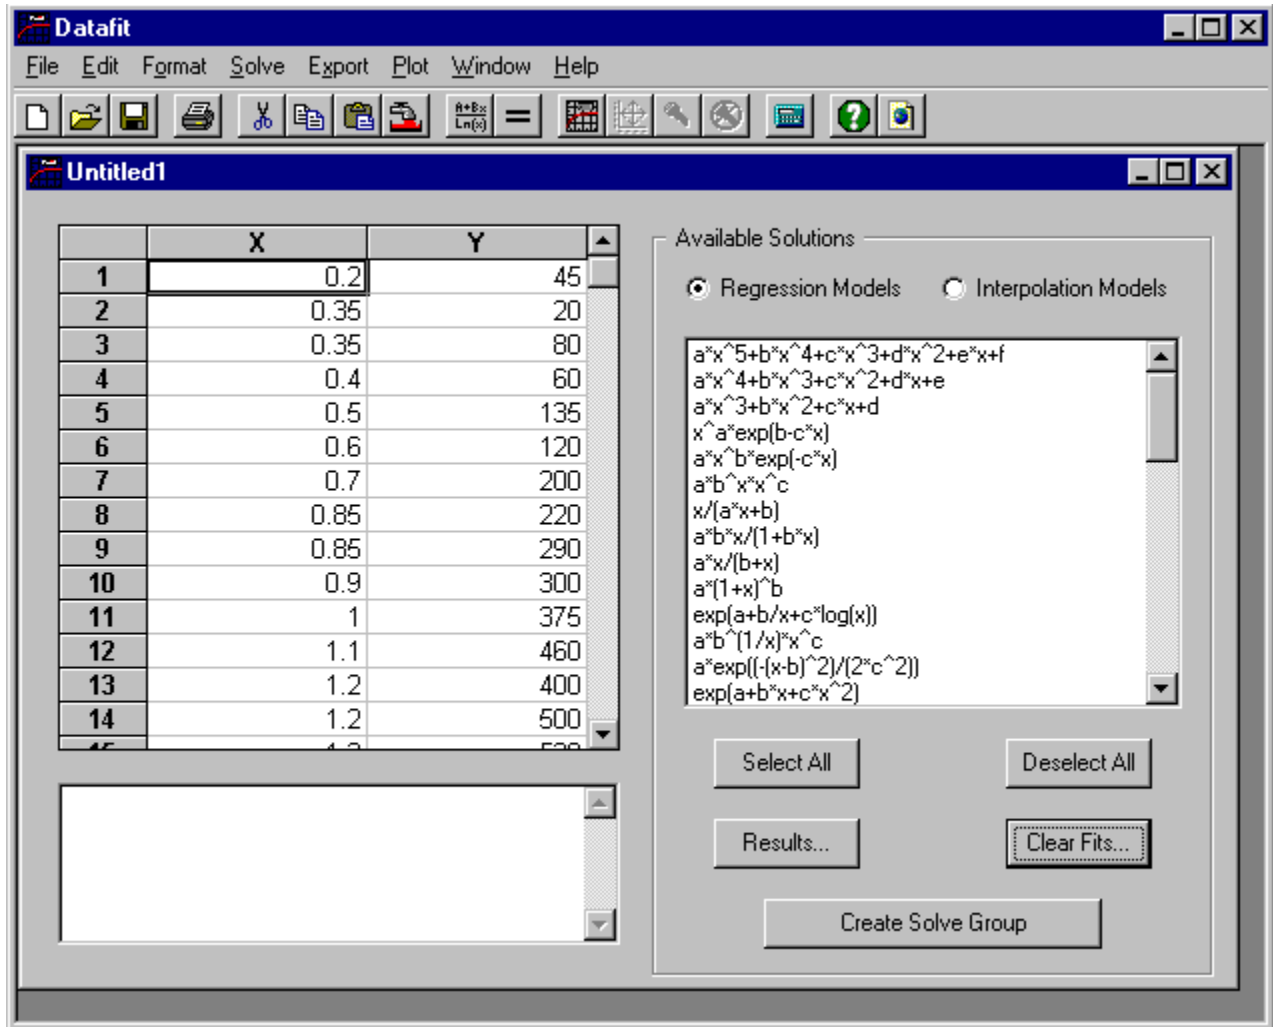 Datafit
File Edit Format Solve Export Plot Window Help
A+Bx
Ln(x)
Untitled1
X Y
1 0.2 45
2 0.35 20
3 0.35 80
4 0.4 60
5 0.5 135
6 0.6 120
7 0.7 200
8 0.85 220
9 0.85 290
10 0.9 300
11 1 375
12 1.1 460
13 1.2 400
14 1.2 500
Available Solutions
Regression Models Interpolation Models
a*x^5+b*x^4+c*x^3+d*x^2+e*x+f
a*x^4+b*x^3+c*x^2+d*x+e
a*x^3+b*x^2+c*x+d
x^a*exp(b-c*x)
a*x^b*exp(-c*x)
a*b^x*x^c
x/(a*x+b)
a*b*x/(1+b*x)
a*x/(b+x)
a*(1+x)^b
exp(a+b/x+c*log(x))
a*b^(1/x)*x^c
a*exp((-(x-b)^2)/(2*c^2))
exp(a+b*x+c*x^2)
Select All Deselect All
Results... Clear Fits...
Create Solve Group